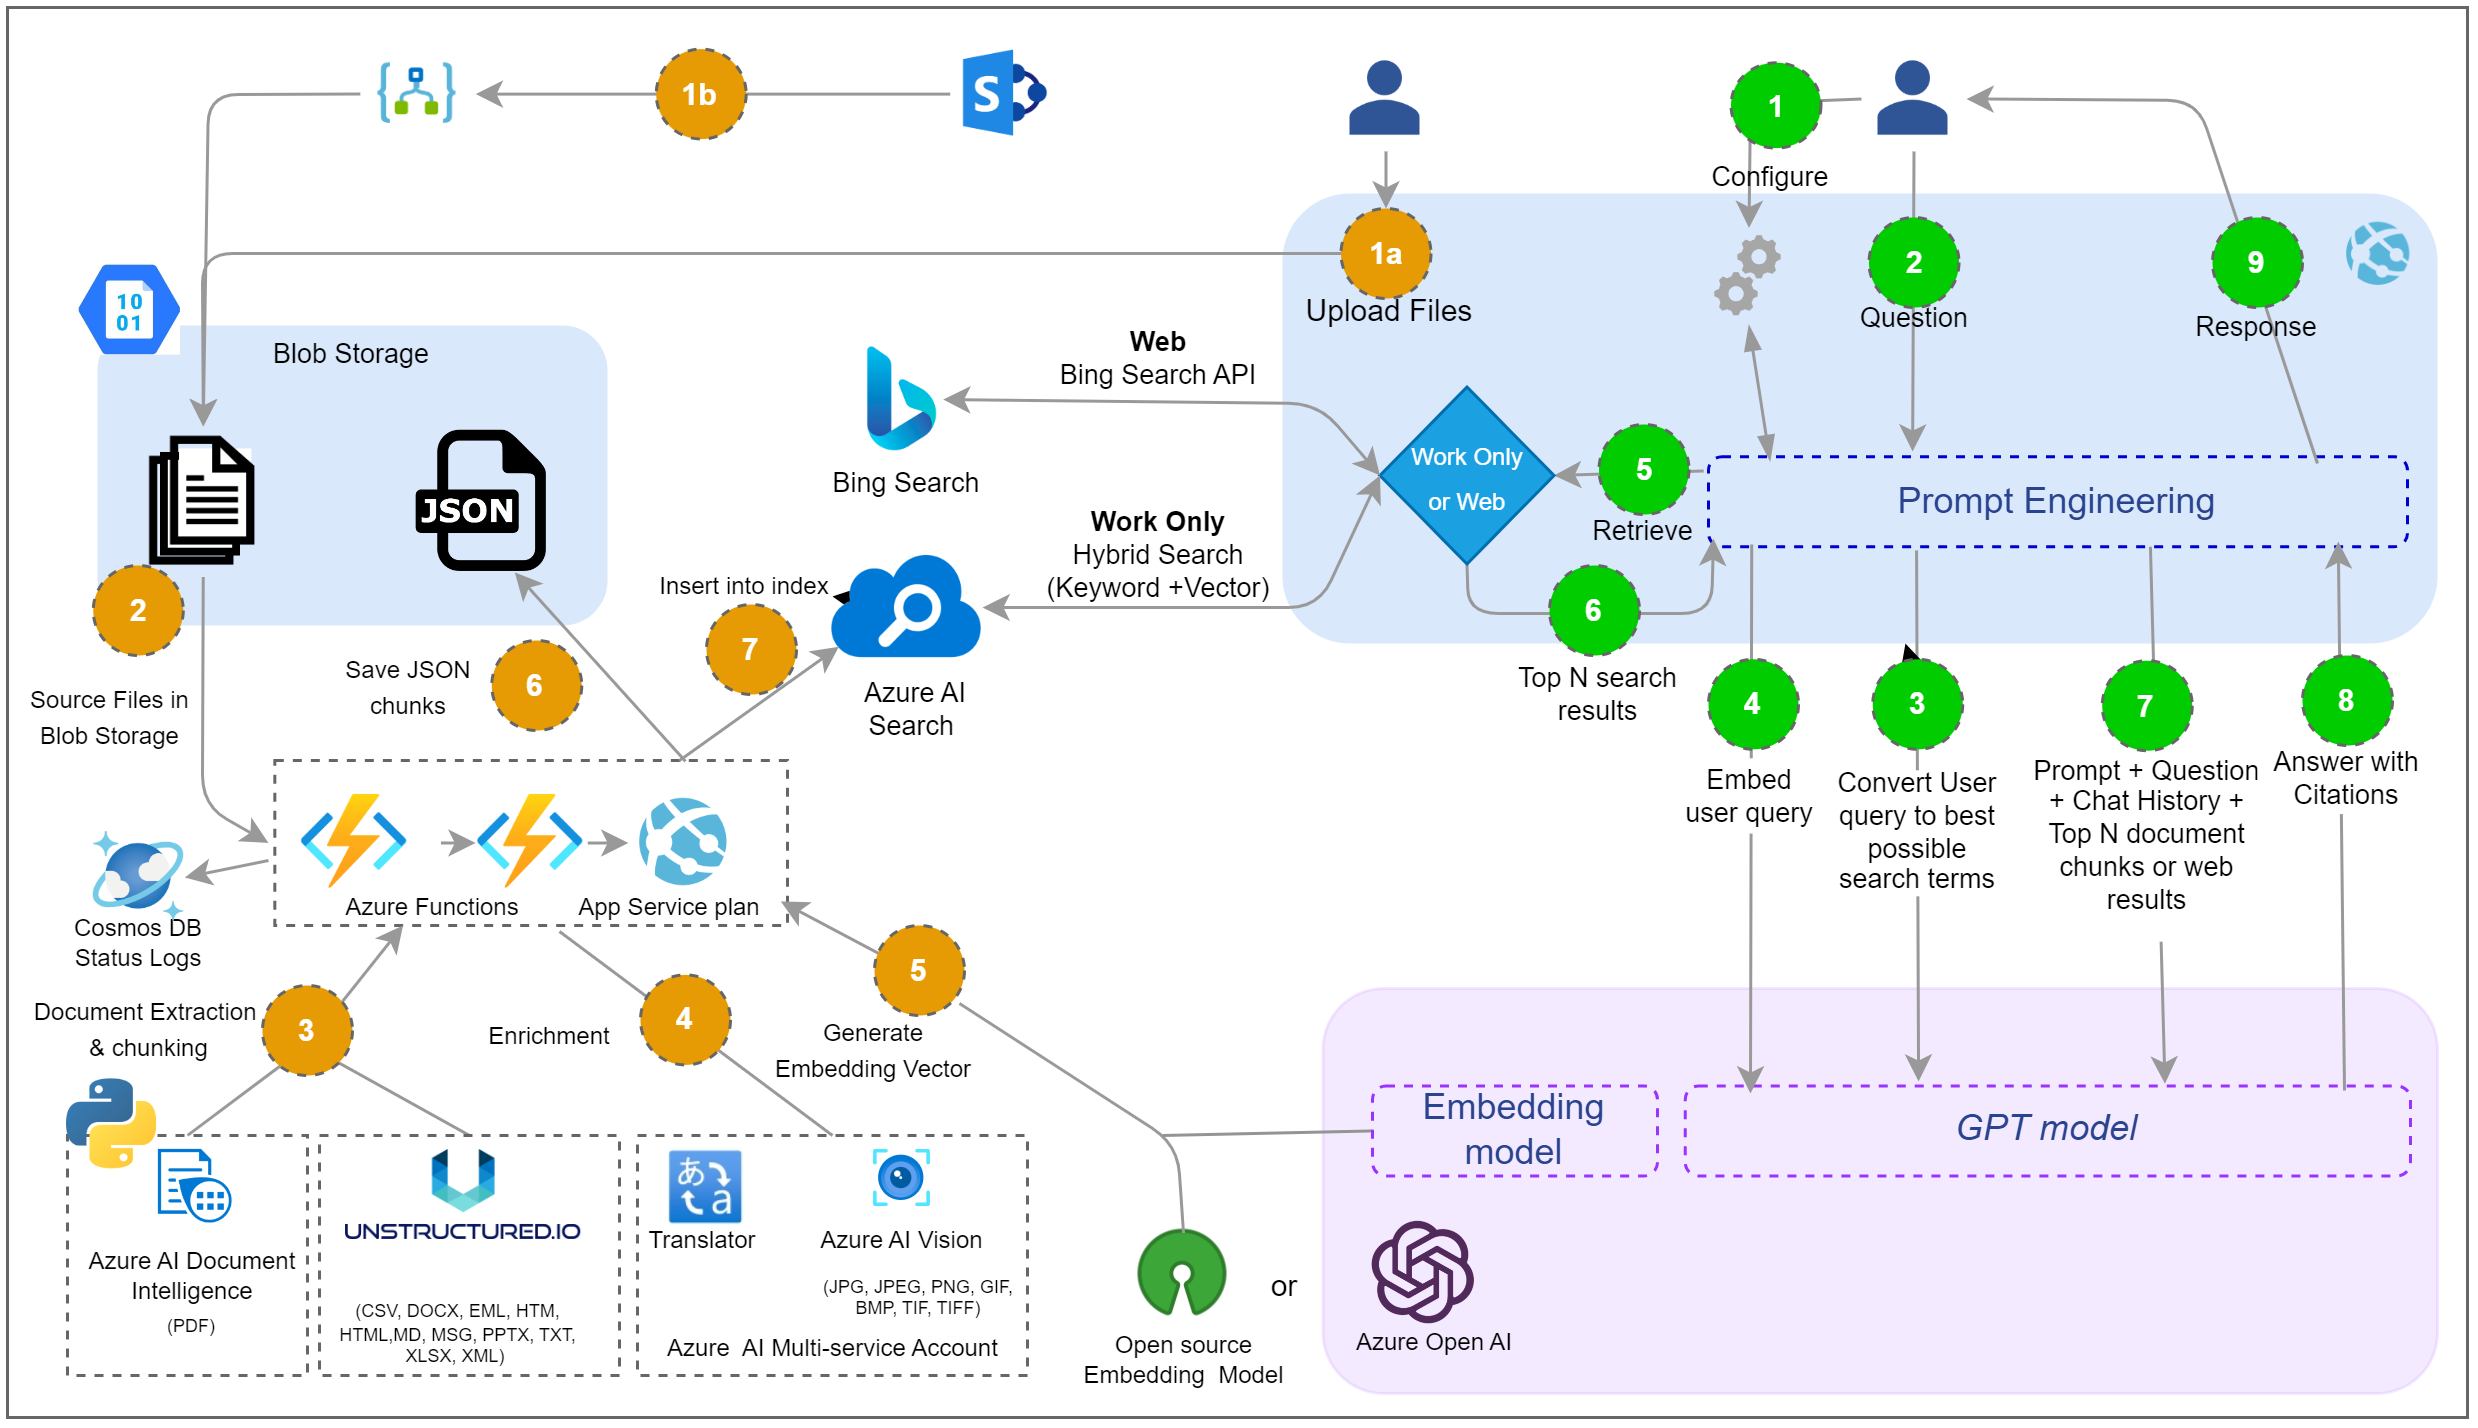 1b
S
1
Configure
1a
Upload Files
2
Question
9
Response
10
01
Blob Storage
JSON
Web
Bing Search API
Bing Search
Work Only
or Web
5
Retrieve
Prompt Engineering
Work Only
Hybrid Search
(Keyword +Vector)
6
Top N search
results
2
Source Files in
Blob Storage
Save JSON
chunks
6
Insert into index
7
Azure AI
Search
4
Embed
user query
3
Convert User
query to best
possible
search terms
7
Prompt + Question
+ Chat History +
Top N document
chunks or web
results
8
Answer with
Citations
Azure Functions
App Service plan
Cosmos DB
Status Logs
Document Extraction
& chunking
3
Enrichment
4
5
Generate
Embedding Vector
Embedding
model
GPT model
Azure AI Document
Intelligence
(PDF)
UNSTRUCTURED.IO
(CSV, DOCX, EML, HTM,
HTML,MD, MSG, PPTX, TXT,
XLSX, XML)
あ
a
Translator
Azure AI Vision
(JPG, JPEG, PNG, GIF,
BMP, TIF, TIFF)
Azure  AI Multi-service Account
Open source
Embedding  Model
or
Azure Open AI